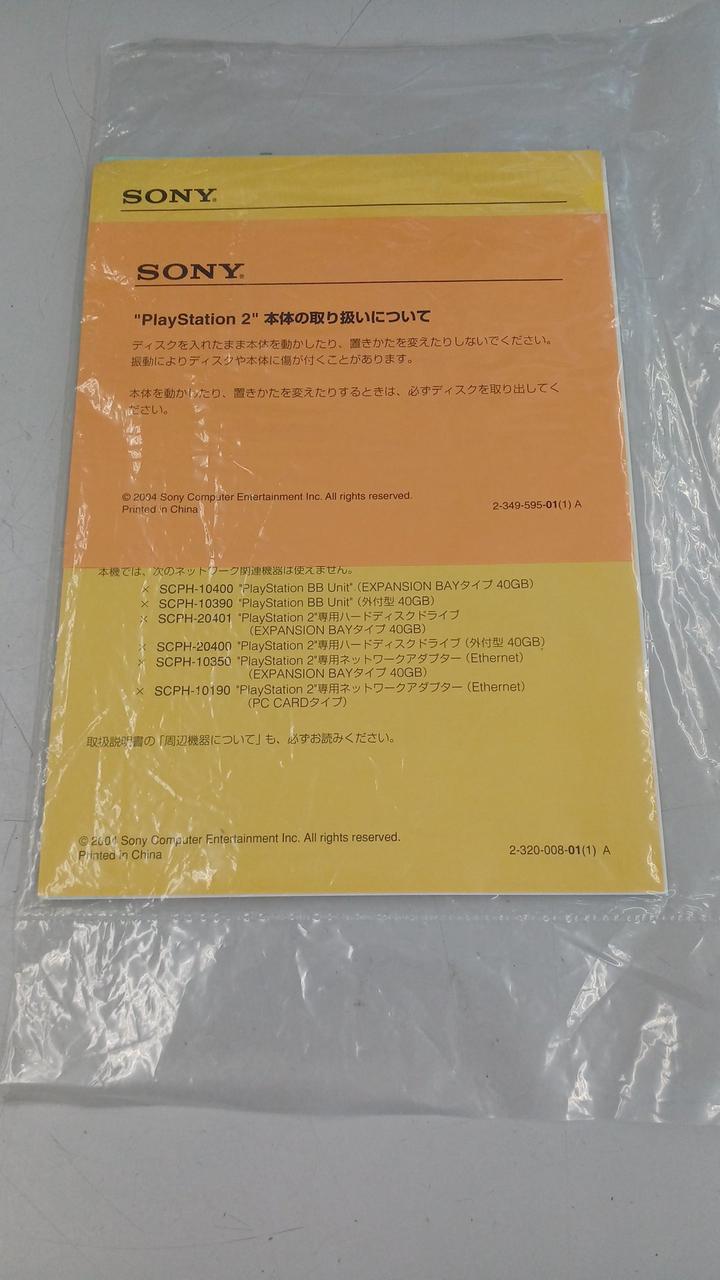 SONY®
SONY®
"PlayStation 2" 本体の取り扱いについて
ディスクを入れたまま本体を動かしたり、置きかたを変えたりしないでください。
振動によりディスクや本体に傷が付くことがあります。
本体を動かしたり、置きかたを変えたりするときは、必ずディスクを取り出してく
ださい。
© 2004 Sony Computer Entertainment Inc. All rights reserved.
Printed in China
2-349-595-01(1) A
本機では、次のネットワーク関連機器は使えません。
× SCPH-10400 "PlayStation BB Unit" (EXPANSION BAYタイプ 40GB)
× SCPH-10390 "PlayStation BB Unit" (外付型 40GB)
× SCPH-20401 "PlayStation 2"専用ハードディスクドライブ
(EXPANSION BAYタイプ 40GB)
× SCPH-20400 "PlayStation 2"専用ハードディスクドライブ (外付型 40GB)
× SCPH-10350 "PlayStation 2"専用ネットワークアダプター (Ethernet)
(EXPANSION BAYタイプ 40GB)
× SCPH-10190 "PlayStation 2"専用ネットワークアダプター (Ethernet)
(PC CARDタイプ)
取扱説明書の「周辺機器について」も、必ずお読みください。
© 2004 Sony Computer Entertainment Inc. All rights reserved.
Printed in China
2-320-008-01(1) A